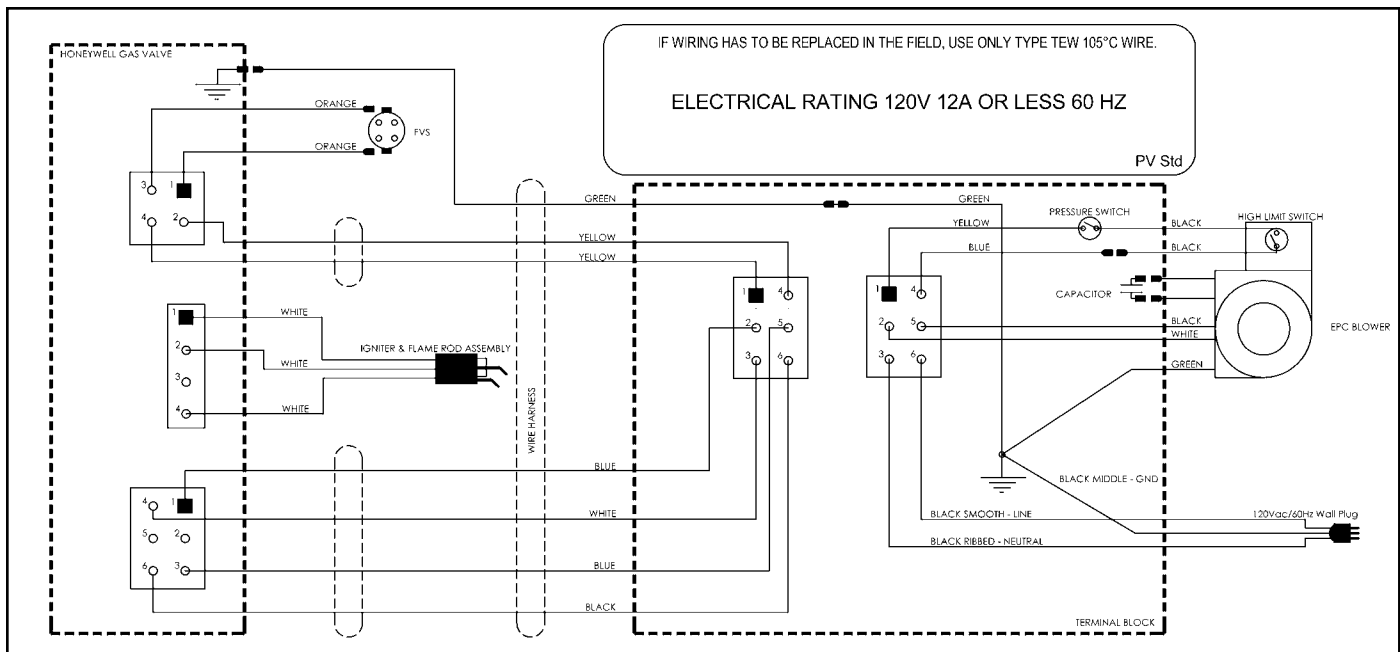 IF WIRING HAS TO BE REPLACED IN THE FIELD, USE ONLY TYPE TEW 105°C WIRE.
ELECTRICAL RATING 120V 12A OR LESS 60 HZ
PV Std
HONEYWELL GAS VALVE
ORANGE
FVS
ORANGE
3 1
4 2
GREEN
YELLOW
YELLOW
1
2
3
4
WHITE
WHITE
WHITE
IGNITER & FLAME ROD ASSEMBLY
WIRE HARNESS
4 1
5 2
6 3
BLUE
WHITE
BLUE
BLACK
1 4
2 5
3 6
GREEN
YELLOW
PRESSURE SWITCH
BLACK
HIGH LIMIT SWITCH
BLUE
BLACK
1 4
2 5
3 6
CAPACITOR
BLACK
WHITE
EPC BLOWER
GREEN
BLACK MIDDLE - GND
BLACK SMOOTH - LINE
120Vac/60Hz Wall Plug
BLACK RIBBED - NEUTRAL
TERMINAL BLOCK